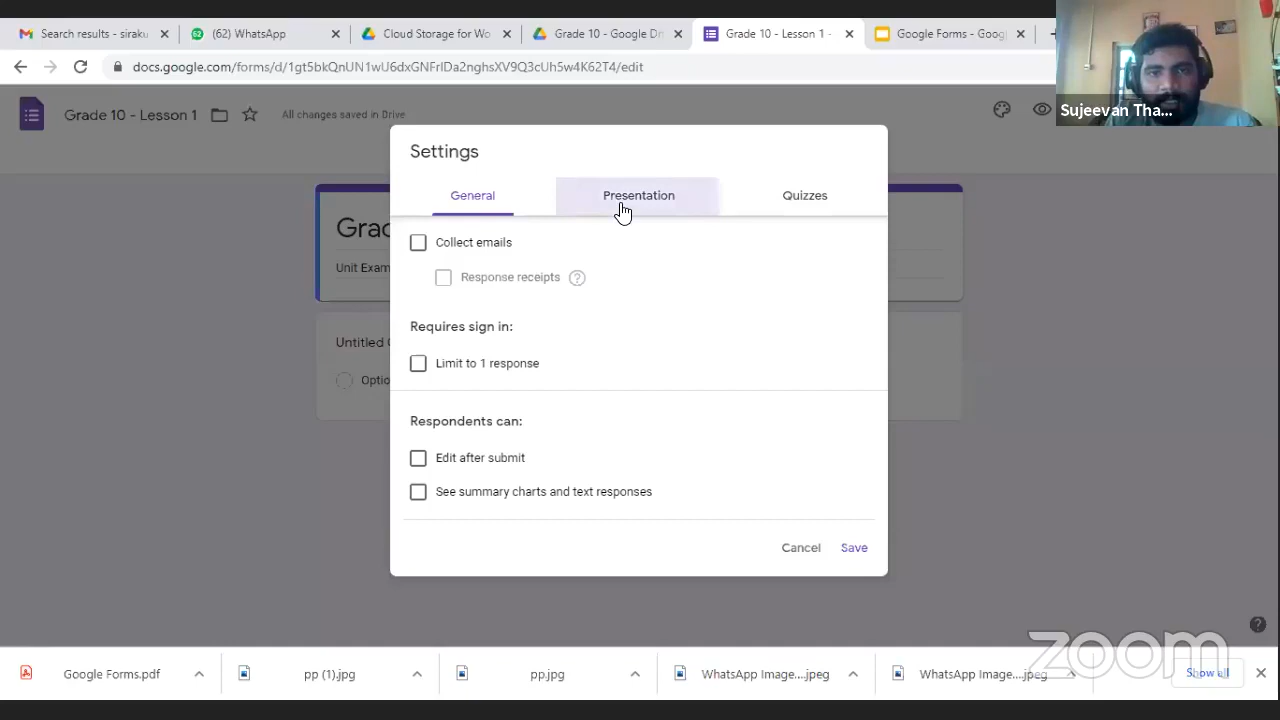 Search results - siraku
(62) WhatsApp
Cloud Storage for Wo
Grade 10 - Google Dri
Grade 10 - Lesson 1 -
Google Forms - Goog
docs.google.com/forms/d/1gt5bkQnUN1wU6dxGNFrIDa2nghsXV9Q3cUh5w4K62T4/edit
Sujeevan Tha...
Grade 10 - Lesson 1
All changes saved in Drive
Settings
General
Presentation
Quizzes
Grad
Unit Exam
Untitled
Optio
Collect emails
Response receipts
Requires sign in:
Limit to 1 response
Respondents can:
Edit after submit
See summary charts and text responses
Cancel
Save
zoom
Google Forms.pdf
pp (1).jpg
pp.jpg
WhatsApp Image....jpeg
WhatsApp Image....jpeg
Show all